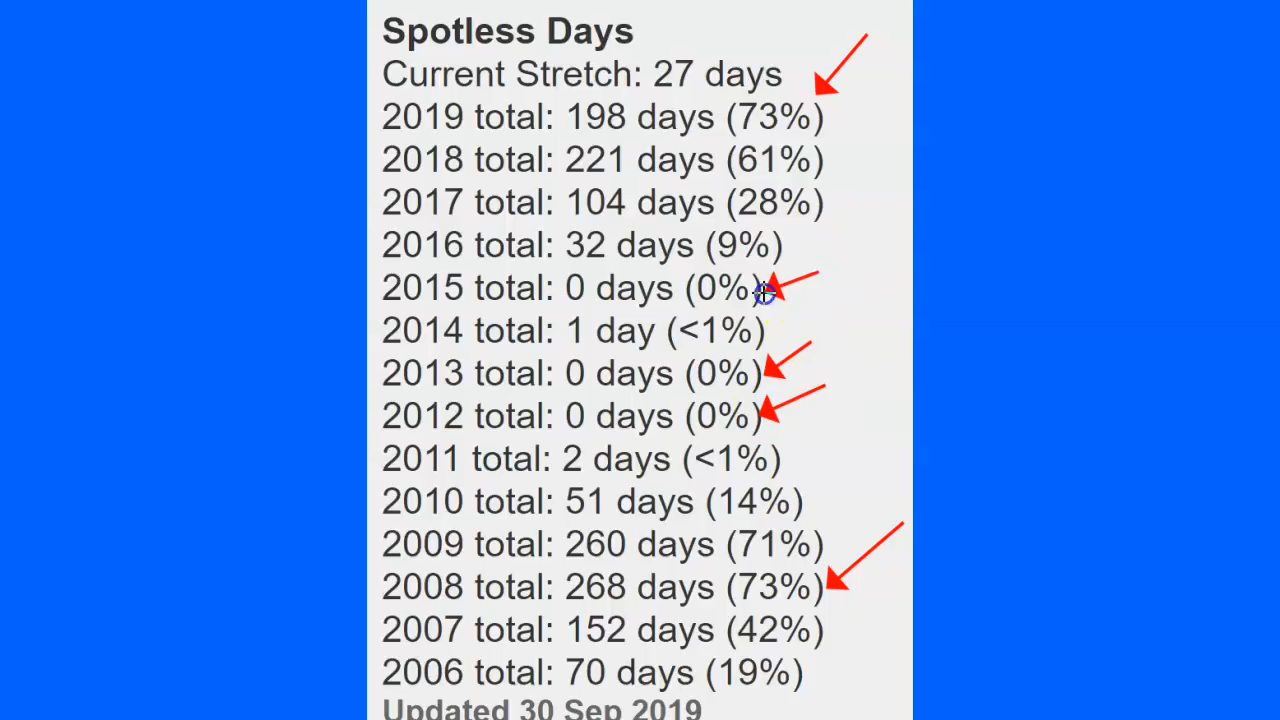 Spotless Days
Current Stretch: 27 days
2019 total: 198 days (73%)
2018 total: 221 days (61%)
2017 total: 104 days (28%)
2016 total: 32 days (9%)
2015 total: 0 days (0%)
2014 total: 1 day (<1%)
2013 total: 0 days (0%)
2012 total: 0 days (0%)
2011 total: 2 days (<1%)
2010 total: 51 days (14%)
2009 total: 260 days (71%)
2008 total: 268 days (73%)
2007 total: 152 days (42%)
2006 total: 70 days (19%)
Updated 30 Sep 2019